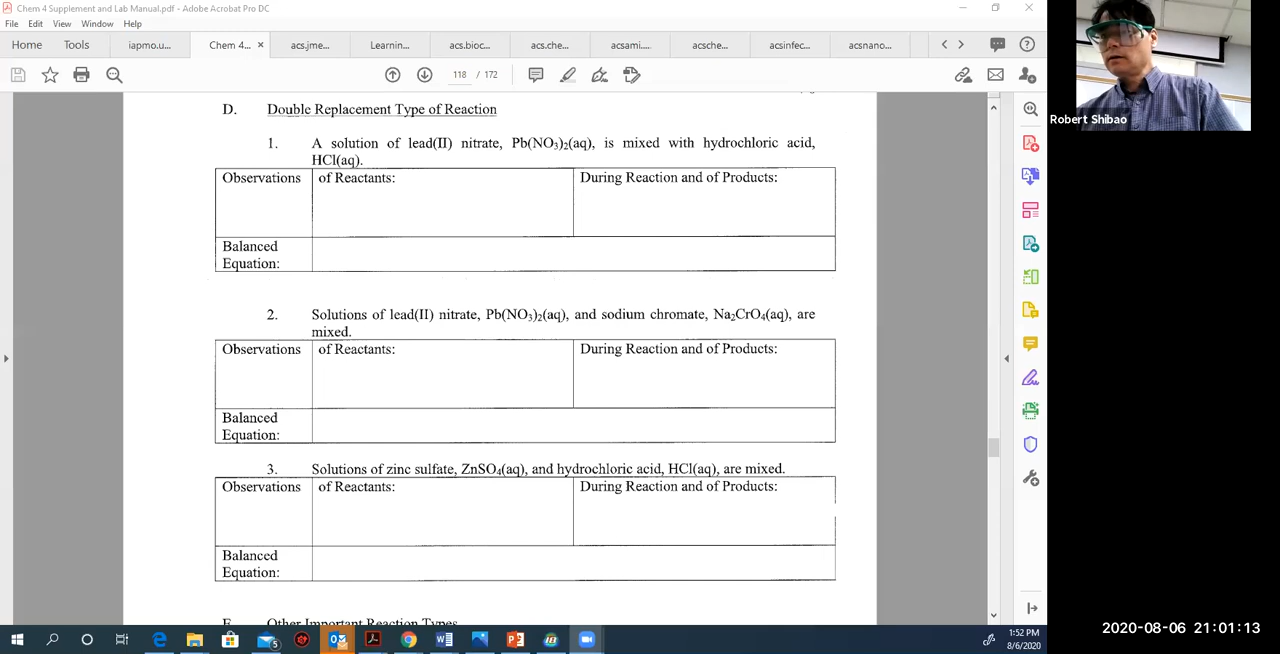 Chem 4 Supplement and Lab Manual.pdf - Adobe Acrobat Pro DC
File Edit View Window Help
Home Tools iapmo.u... Chem 4... × acs.jme... Learnin... acs.bioc... acs.che... acsami.... acsche... acsinfec... acsnano...
118 / 172
D. Double Replacement Type of Reaction
1. A solution of lead(II) nitrate, Pb(NO3)2(aq), is mixed with hydrochloric acid,
HCl(aq).
Observations of Reactants: During Reaction and of Products:
Balanced
Equation:
2. Solutions of lead(II) nitrate, Pb(NO3)2(aq), and sodium chromate, Na2CrO4(aq), are
mixed.
Observations of Reactants: During Reaction and of Products:
Balanced
Equation:
3. Solutions of zinc sulfate, ZnSO4(aq), and hydrochloric acid, HCl(aq), are mixed.
Observations of Reactants: During Reaction and of Products:
Balanced
Equation:
E. Other Important Reaction Types
Robert Shibao
5
1:52 PM
8/6/2020
2020-08-06 21:01:13